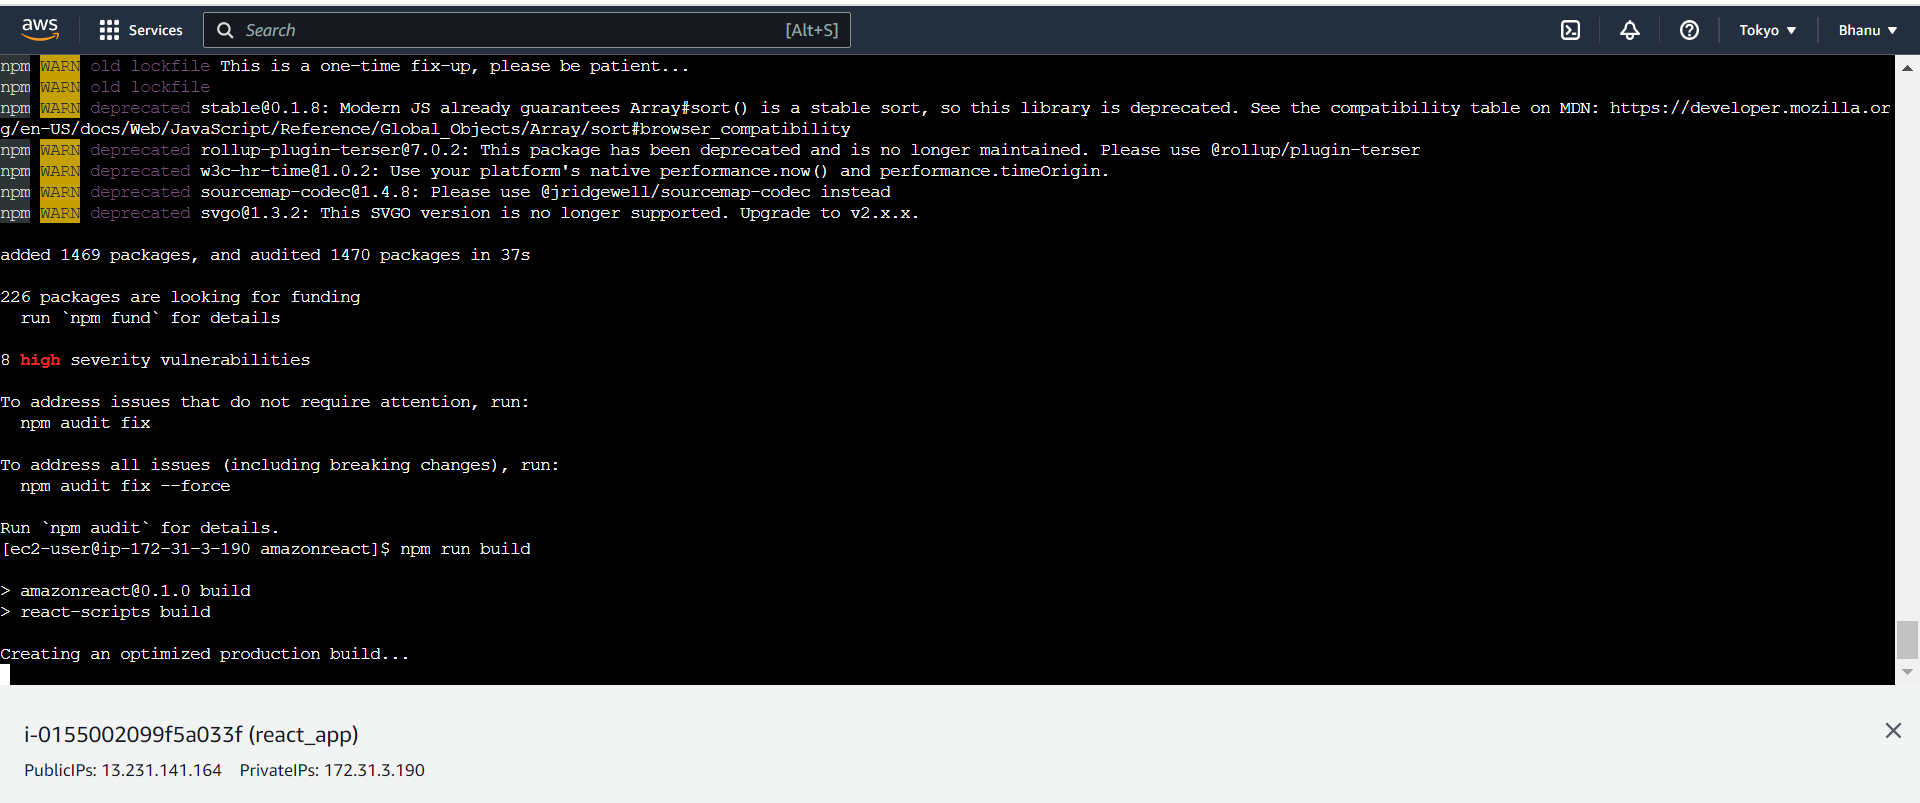 aws Services Search [Alt+S] Tokyo Bhanu
npm WARN old lockfile This is a one-time fix-up, please be patient...
npm WARN old lockfile
npm WARN deprecated stable@0.1.8: Modern JS already guarantees Array#sort() is a stable sort, so this library is deprecated. See the compatibility table on MDN: https://developer.mozilla.or
g/en-US/docs/Web/JavaScript/Reference/Global_Objects/Array/sort#browser_compatibility
npm WARN deprecated rollup-plugin-terser@7.0.2: This package has been deprecated and is no longer maintained. Please use @rollup/plugin-terser
npm WARN deprecated w3c-hr-time@1.0.2: Use your platform's native performance.now() and performance.timeOrigin.
npm WARN deprecated sourcemap-codec@1.4.8: Please use @jridgewell/sourcemap-codec instead
npm WARN deprecated svgo@1.3.2: This SVGO version is no longer supported. Upgrade to v2.x.x.
added 1469 packages, and audited 1470 packages in 37s
226 packages are looking for funding
run `npm fund` for details
8 high severity vulnerabilities
To address issues that do not require attention, run:
npm audit fix
To address all issues (including breaking changes), run:
npm audit fix --force
Run `npm audit` for details.
[ec2-user@ip-172-31-3-190 amazonreact]$ npm run build
> amazonreact@0.1.0 build
> react-scripts build
Creating an optimized production build...
i-0155002099f5a033f (react_app)
PublicIPs: 13.231.141.164 PrivateIPs: 172.31.3.190